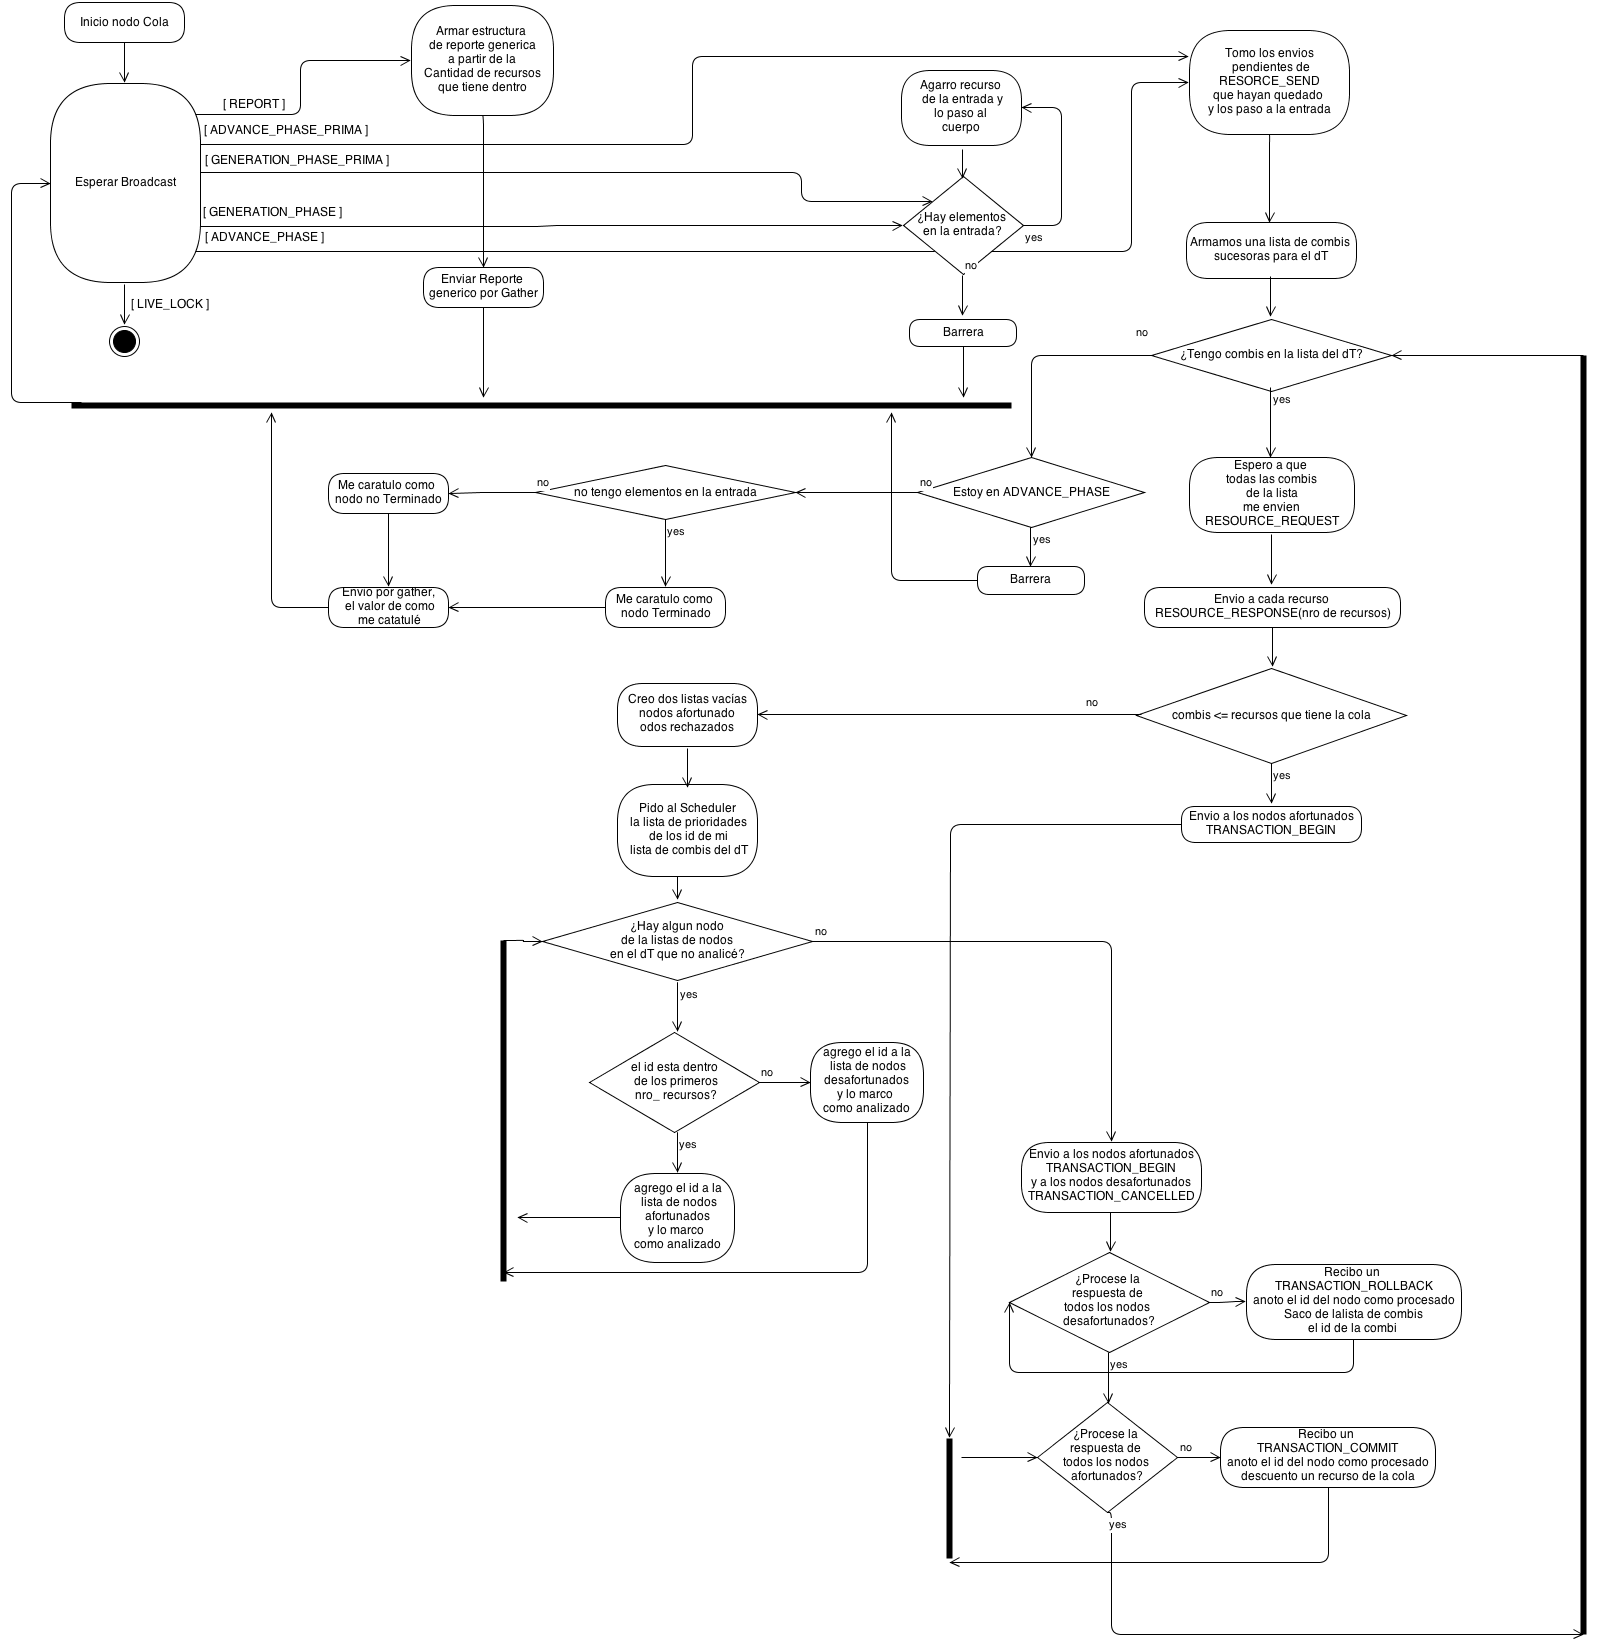 Inicio nodo Cola
Armar estructura
de reporte generica
a partir de la
Cantidad de recursos
que tiene dentro
Tomo los envios
pendientes de
RESORCE_SEND
que hayan quedado
y los paso a la entrada
Agarro recurso
de la entrada y
lo paso al
cuerpo
[ REPORT ]
[ ADVANCE_PHASE_PRIMA ]
[ GENERATION_PHASE_PRIMA ]
Esperar Broadcast
[ GENERATION_PHASE ]
[ ADVANCE_PHASE ]
¿Hay elementos
en la entrada?
yes
no
Armamos una lista de combis
sucesoras para el dT
Enviar Reporte
generico por Gather
[ LIVE_LOCK ]
Barrera
no
¿Tengo combis en la lista del dT?
yes
Espero a que
todas las combis
de la lista
me envien
RESOURCE_REQUEST
Me caratulo como
nodo no Terminado
no
no tengo elementos en la entrada
yes
no
Estoy en ADVANCE_PHASE
yes
Barrera
Envio por gather,
el valor de como
me catatulé
Me caratulo como
nodo Terminado
Envio a cada recurso
RESOURCE_RESPONSE(nro de recursos)
Creo dos listas vacías
nodos afortunado
odos rechazados
no
combis <= recursos que tiene la cola
yes
Pido al Scheduler
la lista de prioridades
de los id de mi
lista de combis del dT
Envio a los nodos afortunados
TRANSACTION_BEGIN
¿Hay algun nodo
de la listas de nodos
en el dT que no analicé?
no
yes
el id esta dentro
de los primeros
nro_ recursos?
no
agrego el id a la
lista de nodos
desafortunados
y lo marco
como analizado
yes
agrego el id a la
lista de nodos
afortunados
y lo marco
como analizado
Envio a los nodos afortunados
TRANSACTION_BEGIN
y a los nodos desafortunados
TRANSACTION_CANCELLED
¿Procese la
respuesta de
todos los nodos
desafortunados?
no
Recibo un
TRANSACTION_ROLLBACK
anoto el id del nodo como procesado
Saco de lalista de combis
el id de la combi
yes
¿Procese la
respuesta de
todos los nodos
afortunados?
no
Recibo un
TRANSACTION_COMMIT
anoto el id del nodo como procesado
descuento un recurso de la cola
yes